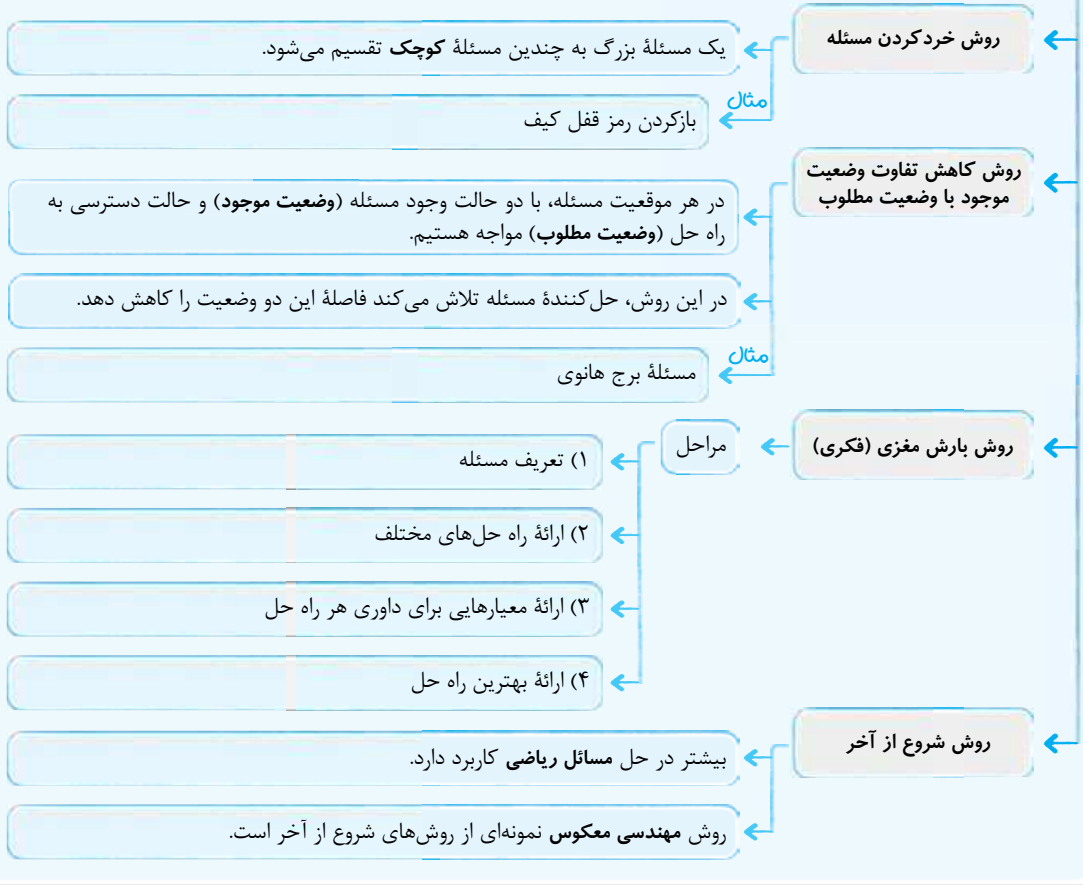 روش خردکردن مسئله
یک مسئلهٔ بزرگ به چندین مسئلهٔ کوچک تقسیم می‌شود.
مثال
بازکردن رمز قفل کیف
روش کاهش تفاوت وضعیت
موجود با وضعیت مطلوب
در هر موقعیت مسئله، با دو حالت وجود مسئله (وضعیت موجود) و حالت دسترسی به
راه حل (وضعیت مطلوب) مواجه هستیم.
در این روش، حل‌کنندهٔ مسئله تلاش می‌کند فاصلهٔ این دو وضعیت را کاهش دهد.
مثال
مسئلهٔ برج هانوی
روش بارش مغزی (فکری)
مراحل
۱) تعریف مسئله
۲) ارائهٔ راه حل‌های مختلف
۳) ارائهٔ معیارهایی برای داوری هر راه حل
۴) ارائهٔ بهترین راه حل
روش شروع از آخر
بیشتر در حل مسائل ریاضی کاربرد دارد.
روش مهندسی معکوس نمونه‌ای از روش‌های شروع از آخر است.